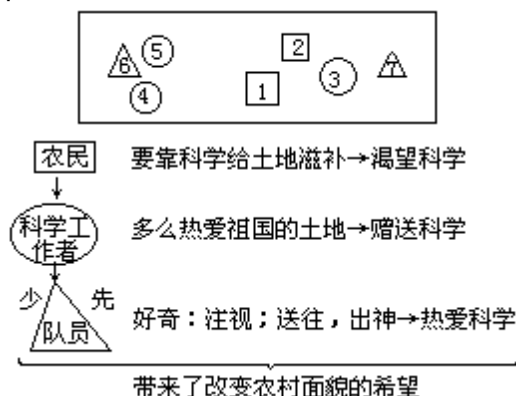 ⑤
2
6
③
7
④
1
农民 要靠科学给土地滋补→渴望科学
科学工作者 多么热爱祖国的土地→赠送科学
少先队员 好奇：注视；送往，出神→热爱科学
带来了改变农村面貌的希望